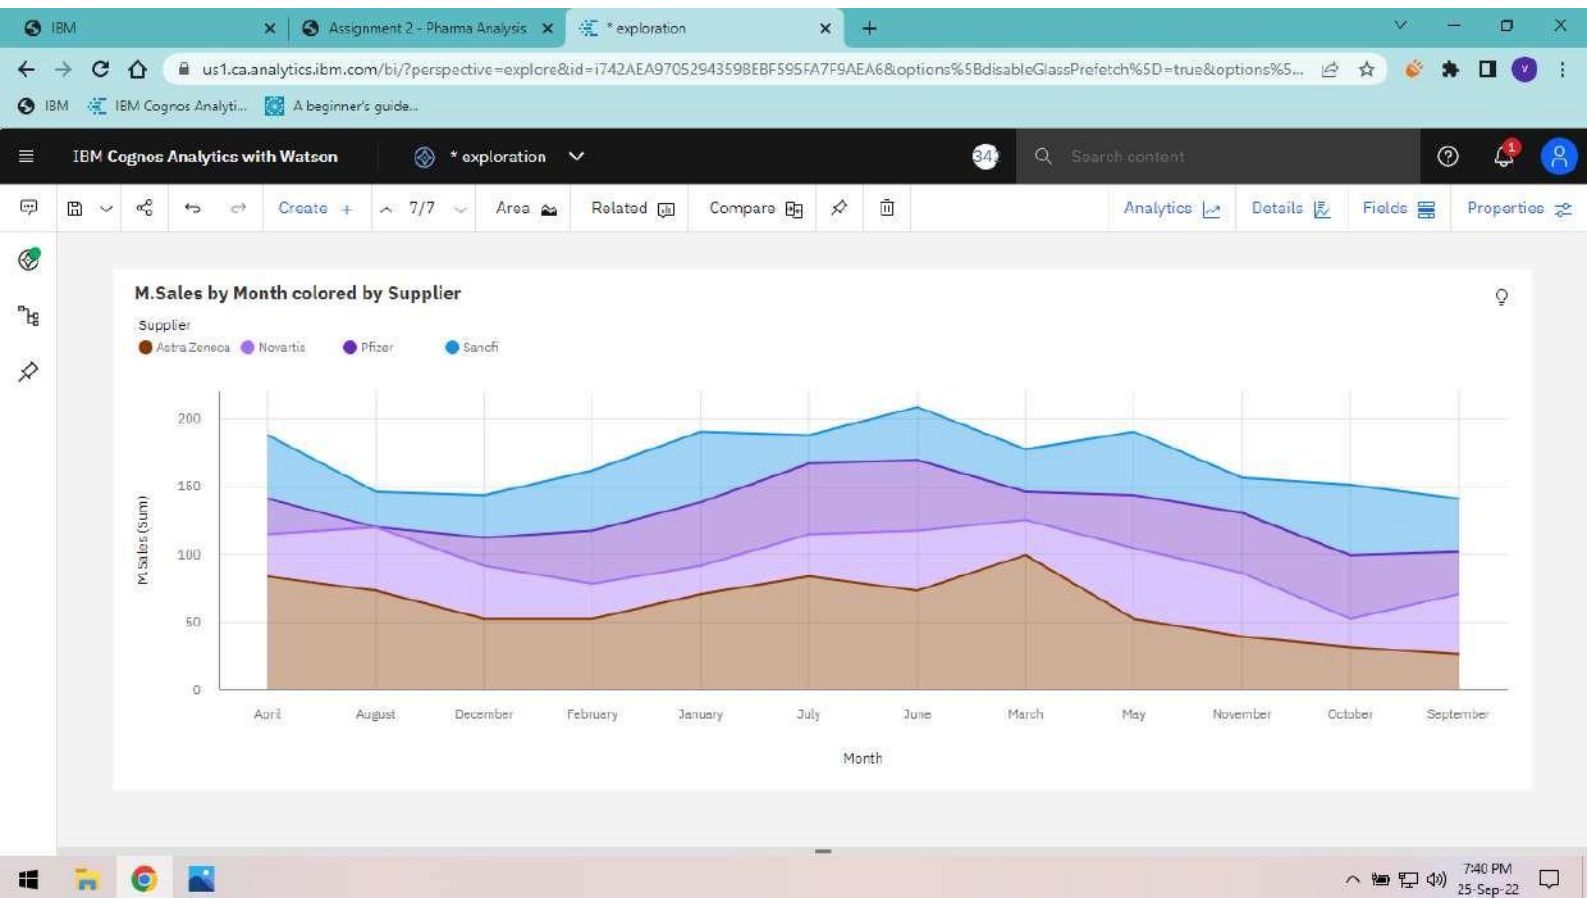 IBM
Assignment 2 - Pharma Analysis
* exploration
us1.ca.analytics.ibm.com/bi/?perspective=explore&id=i742AEA97052943598EBF595FA7F9AEA6&options%5BdisableGlassPrefetch%5D=true&options%5...
V
IBM
IBM Cognos Analyti...
A beginner's guide...
IBM Cognos Analytics with Watson
* exploration
34
Search content
1
Create +
7/7
Area
Related
Compare
Analytics
Details
Fields
Properties
M.Sales by Month colored by Supplier
Supplier
Astra Zeneca Novartis Pfizer Sanofi
200
150
100
50
0
M.Sales (Sum)
April August December February January July June March May November October September
Month
7:40 PM
25-Sep-22